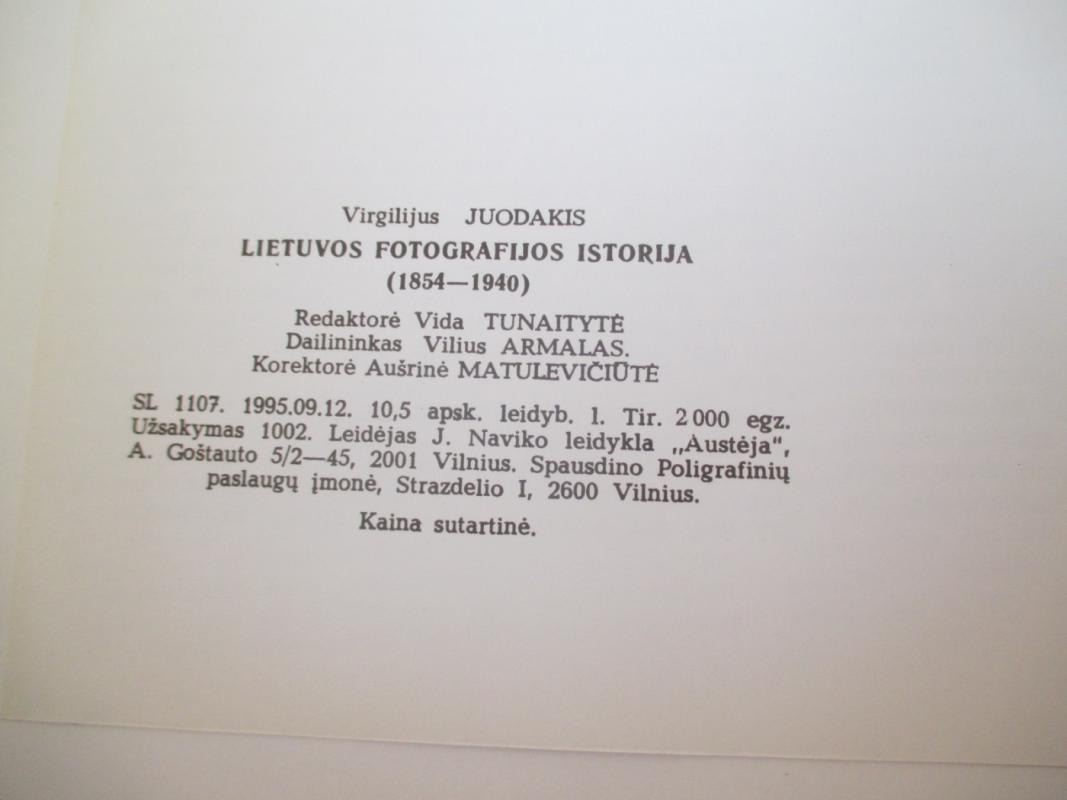 Virgilijus JUODAKIS
LIETUVOS FOTOGRAFIJOS ISTORIJA
(1854—1940)
Redaktorė Vida TUNAITYTĖ
Dailininkas Vilius ARMALAS.
Korektorė Aušrinė MATULEVIČIŪTĖ
SL 1107. 1995.09.12. 10,5 apsk. leidyb. l. Tir. 2 000 egz.
Užsakymas 1002. Leidėjas J. Naviko leidykla „Austėja“,
A. Goštauto 5/2—45, 2001 Vilnius. Spausdino Poligrafinių
paslaugų įmonė, Strazdelio I, 2600 Vilnius.
Kaina sutartinė.